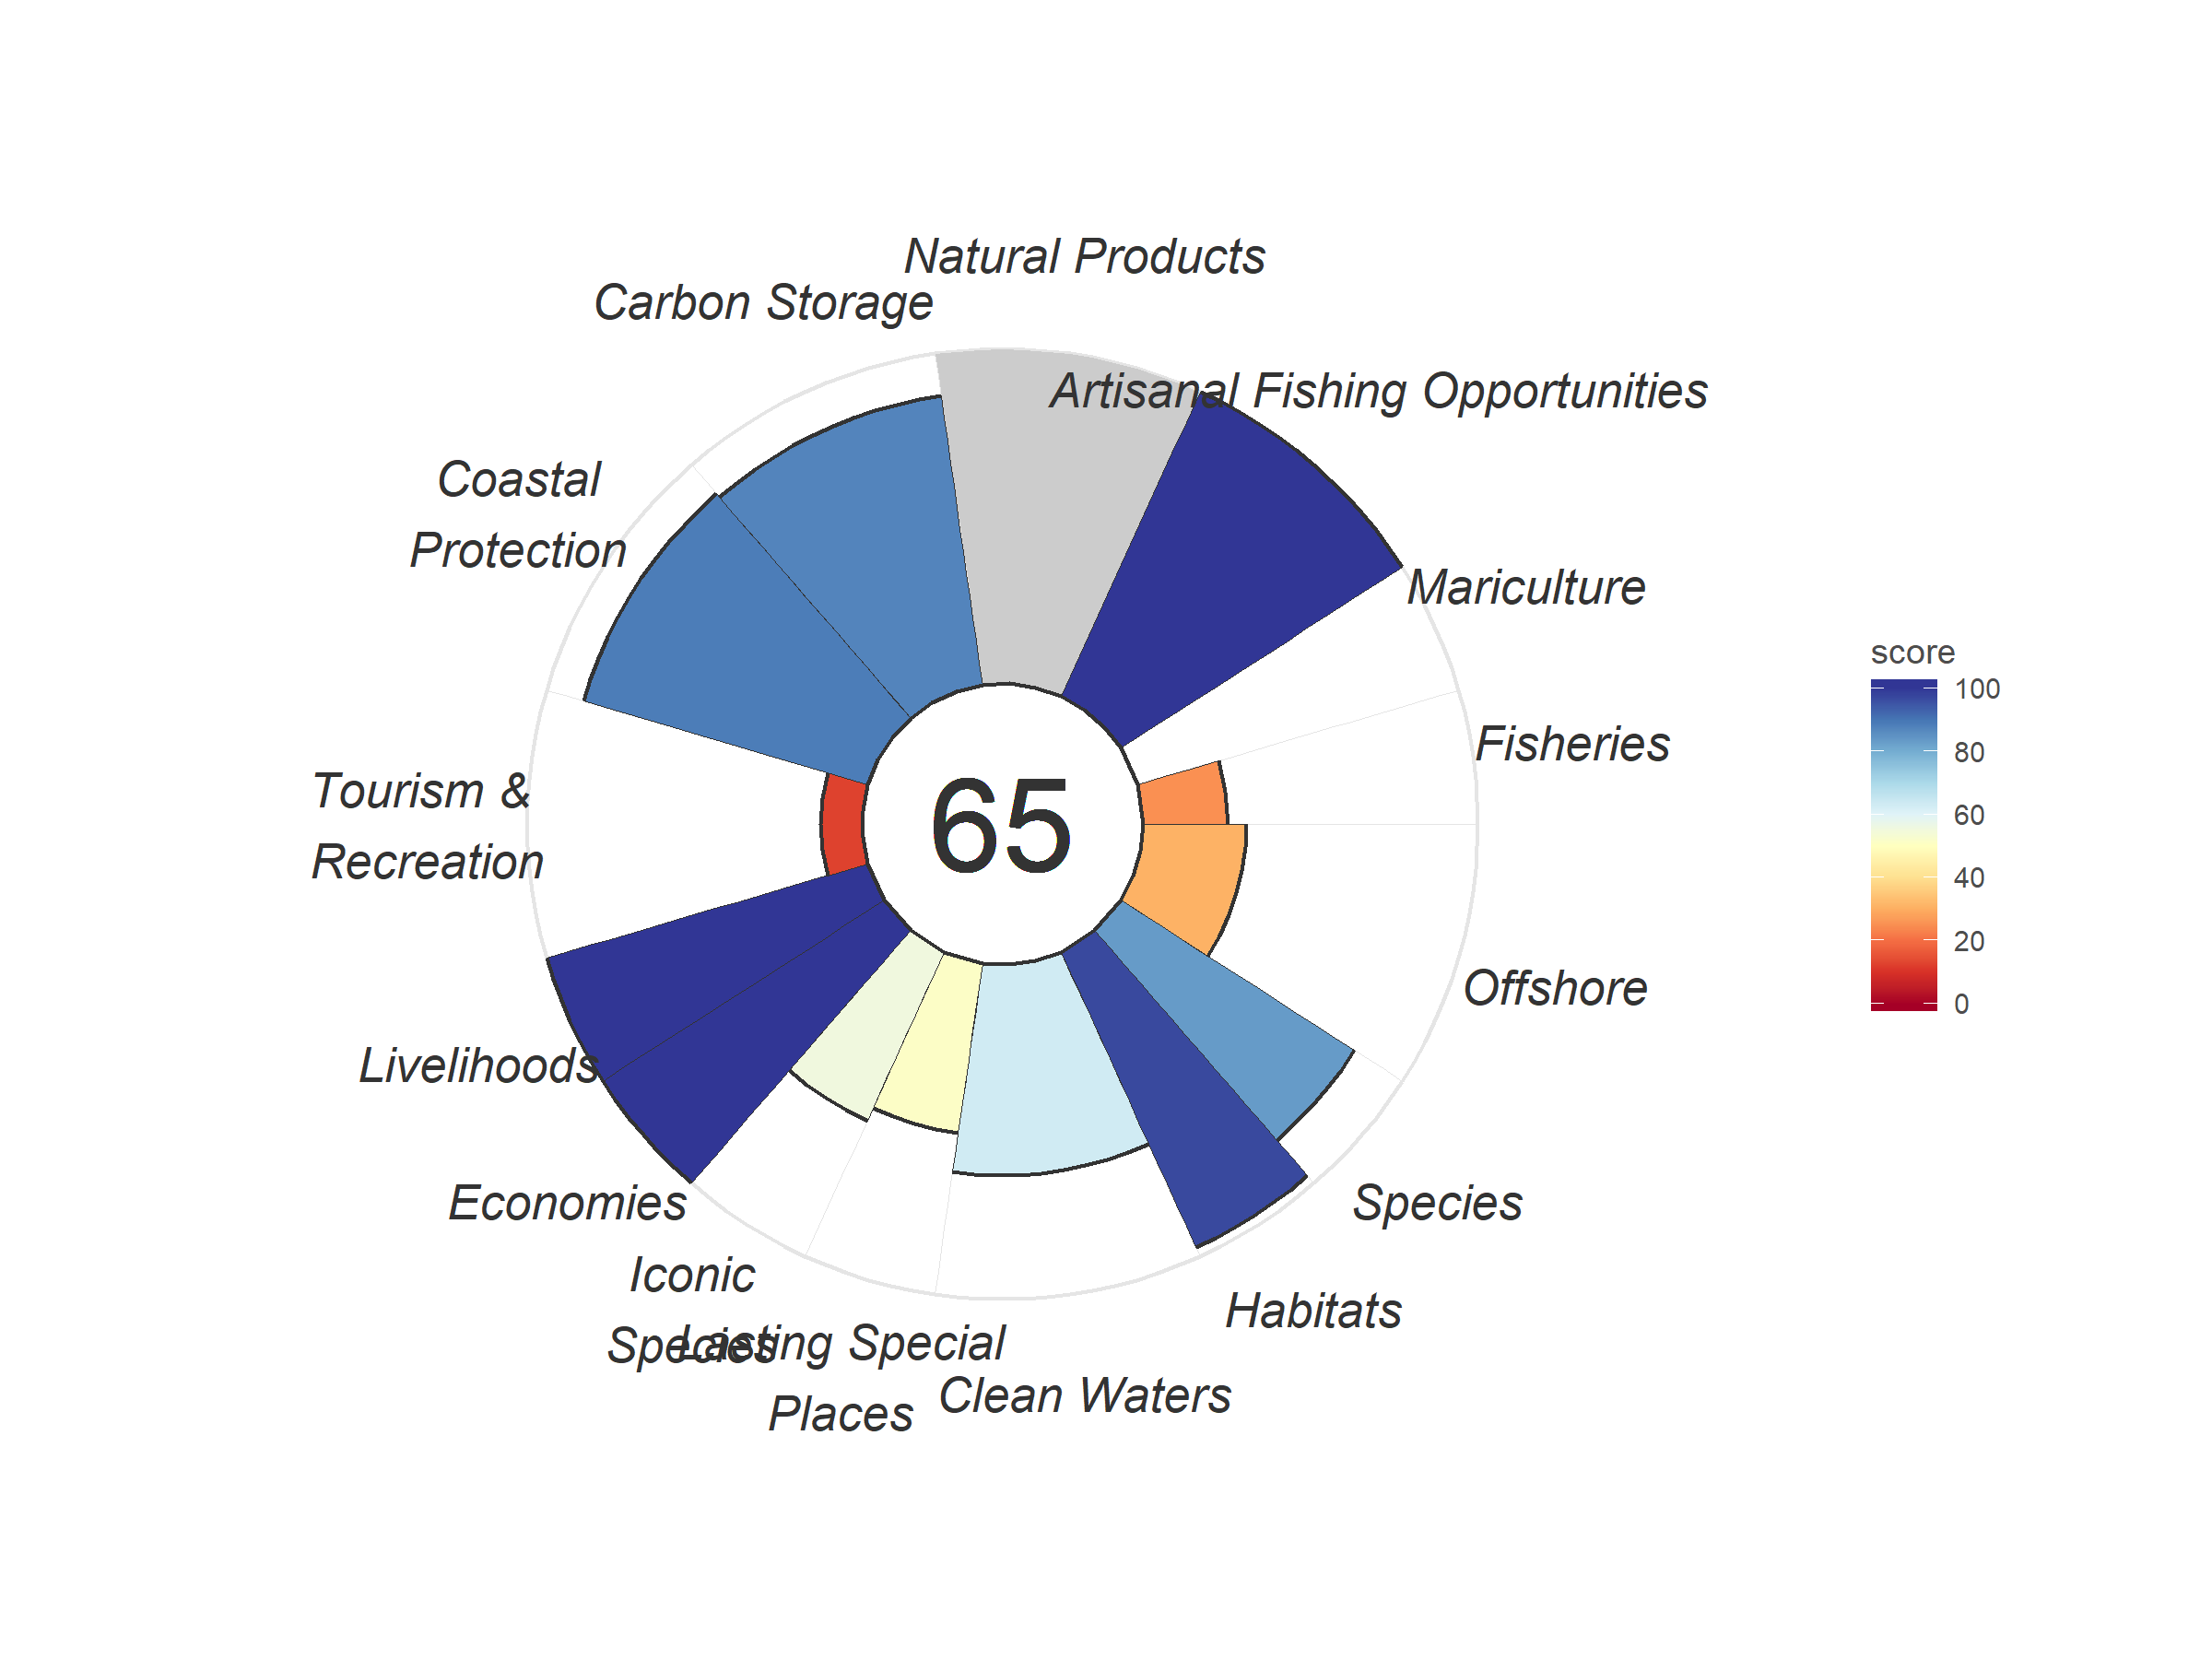 Natural Products
Carbon Storage
Artisanal Fishing Opportunities
Coastal
Protection
Mariculture
Fisheries
Tourism &
Recreation
65
Offshore
Livelihoods
Economies
Species
Iconic
Species
Habitats
Lasting Special
Places
Clean Waters
score
100
80
60
40
20
0